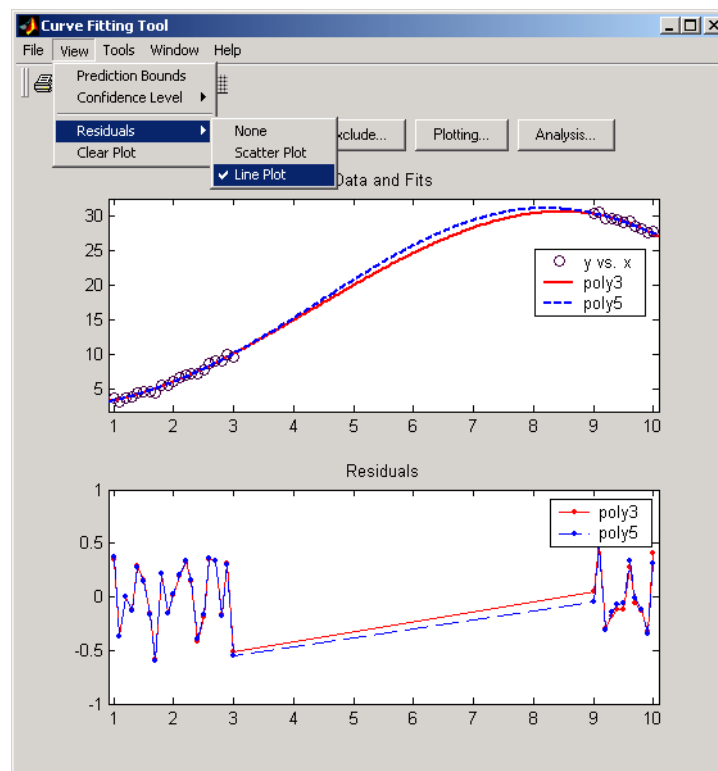 Curve Fitting Tool
File View Tools Window Help
Prediction Bounds
Confidence Level
Residuals
Clear Plot
None
Scatter Plot
Line Plot
xclude... Plotting... Analysis...
Data and Fits
30
25
20
15
10
5
1 2 3 4 5 6 7 8 9 10
y vs. x
poly3
poly5
Residuals
1
0.5
0
-0.5
-1
1 2 3 4 5 6 7 8 9 10
poly3
poly5